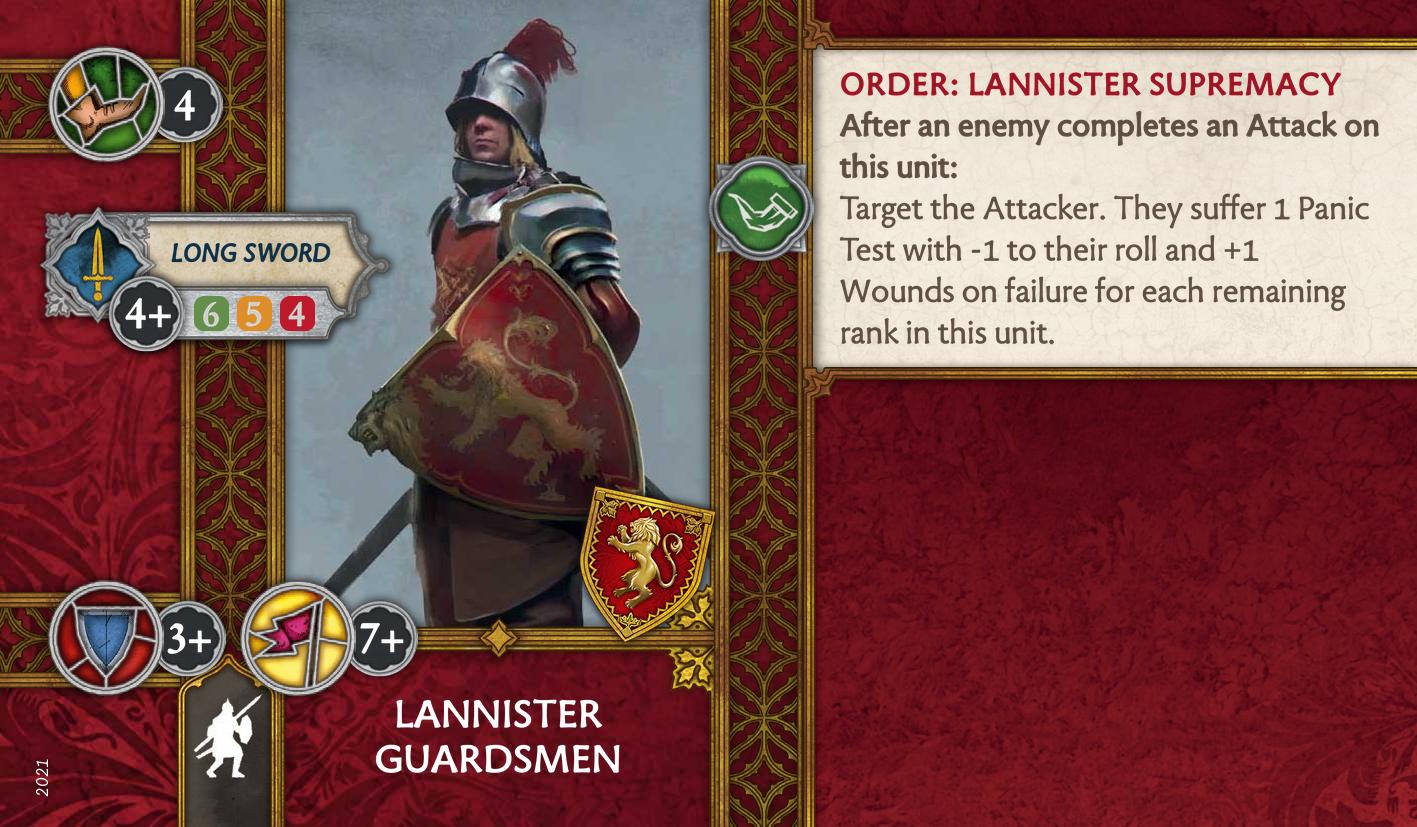 4
LONG SWORD
4+ 6 5 4
3+ 7+
LANNISTER
GUARDSMEN
2021
ORDER: LANNISTER SUPREMACY
After an enemy completes an Attack on
this unit:
Target the Attacker. They suffer 1 Panic
Test with -1 to their roll and +1
Wounds on failure for each remaining
rank in this unit.